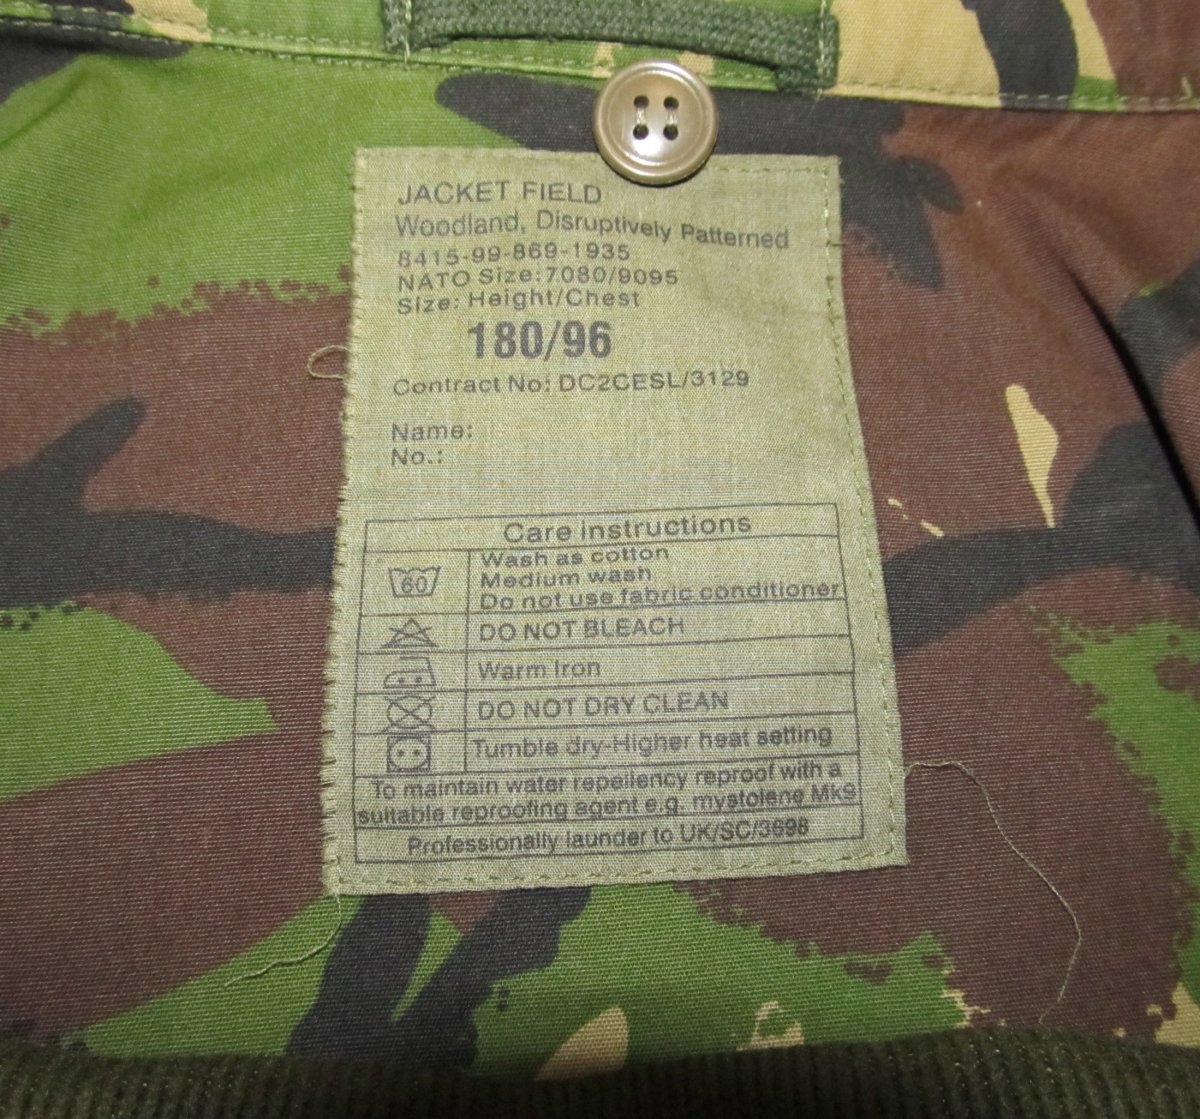 JACKET FIELD
Woodland, Disruptively Patterned
8415-99-869-1935
NATO Size:7080/9095
Size: Height/Chest
180/96
Contract No: DC2CESL/3129
Name:
No.:
Care instructions
60
Wash as cotton
Medium wash
Do not use fabric conditioner
DO NOT BLEACH
Warm Iron
DO NOT DRY CLEAN
Tumble dry-Higher heat setting
To maintain water repellency reproof with a
suitable reproofing agent e.g. mystolene Mk9
Professionally launder to UK/SC/3698